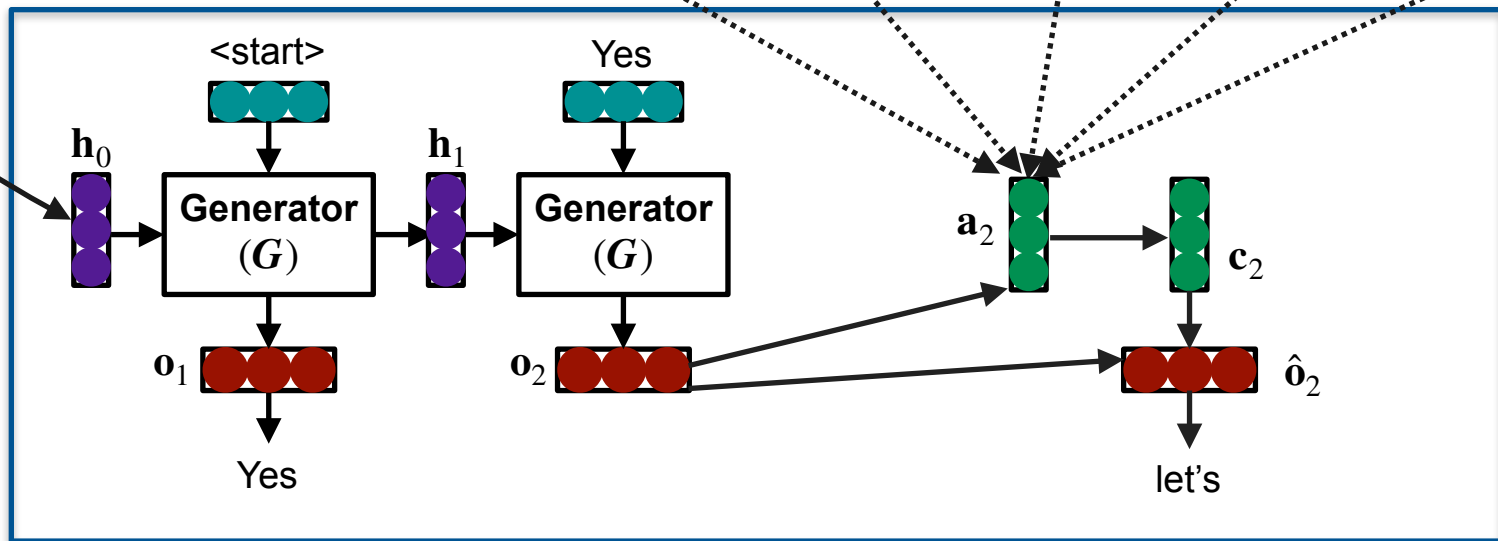 <start>
Yes
h₀
h₁
Generator
(G)
Generator
(G)
a₂
c₂
o₁
o₂
ô₂
Yes
let's